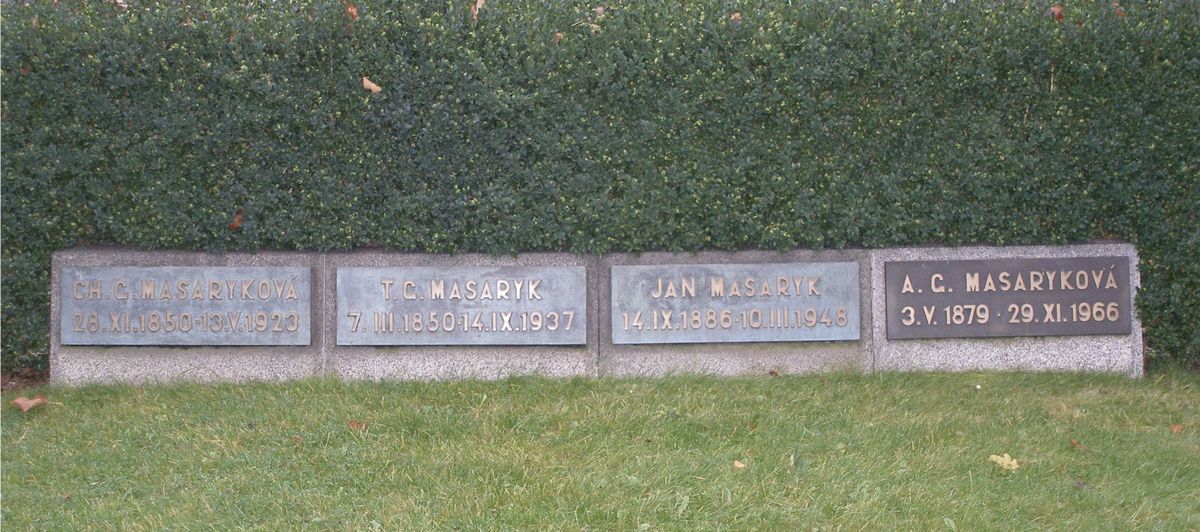 CH. G. MASARYKOVÁ
28. XI. 1850-13. V. 1923
T. G. MASARYK
7. III. 1850-14. IX. 1937
JAN MASARYK
14. IX. 1886-10. III. 1948
A. G. MASARYKOVÁ
3. V. 1879 - 29. XI. 1966